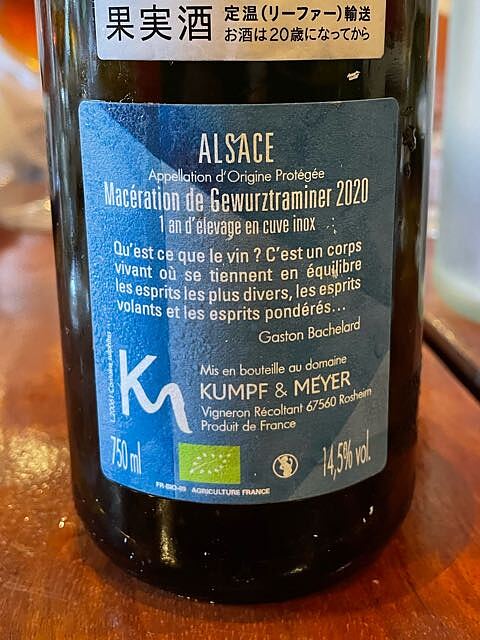 果実酒
定温(リーファー)輸送
お酒は20歳になってから
ALSACE
Appellation d'Origine Protégée
Macération de Gewurztraminer 2020
1 an d'élevage en cuve inox
Qu'est ce que le vin ? C'est un corps
vivant où se tiennent en équilibre
les esprits les plus divers, les esprits
volants et les esprits pondérés...
Gaston Bachelard
Mis en bouteille au domaine
KUMPF & MEYER
Vigneron Récoltant 67560 Rosheim
Produit de France
750 ml
14,5% vol.
FR-BIO-09 AGRICULTURE FRANCE